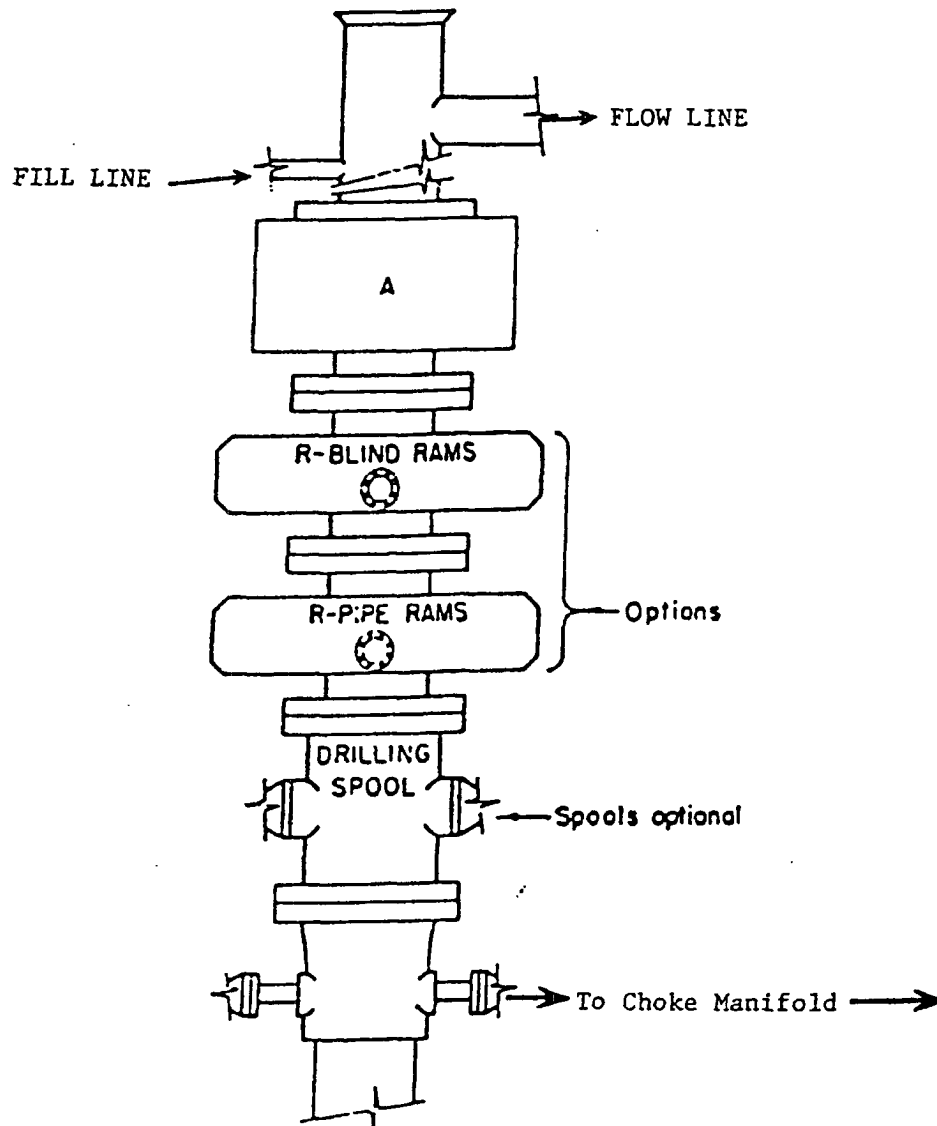 FLOW LINE
FILL LINE
A
R-BLIND RAMS
R-PIPE RAMS
Options
DRILLING
SPOOL
Spools optional
To Choke Manifold